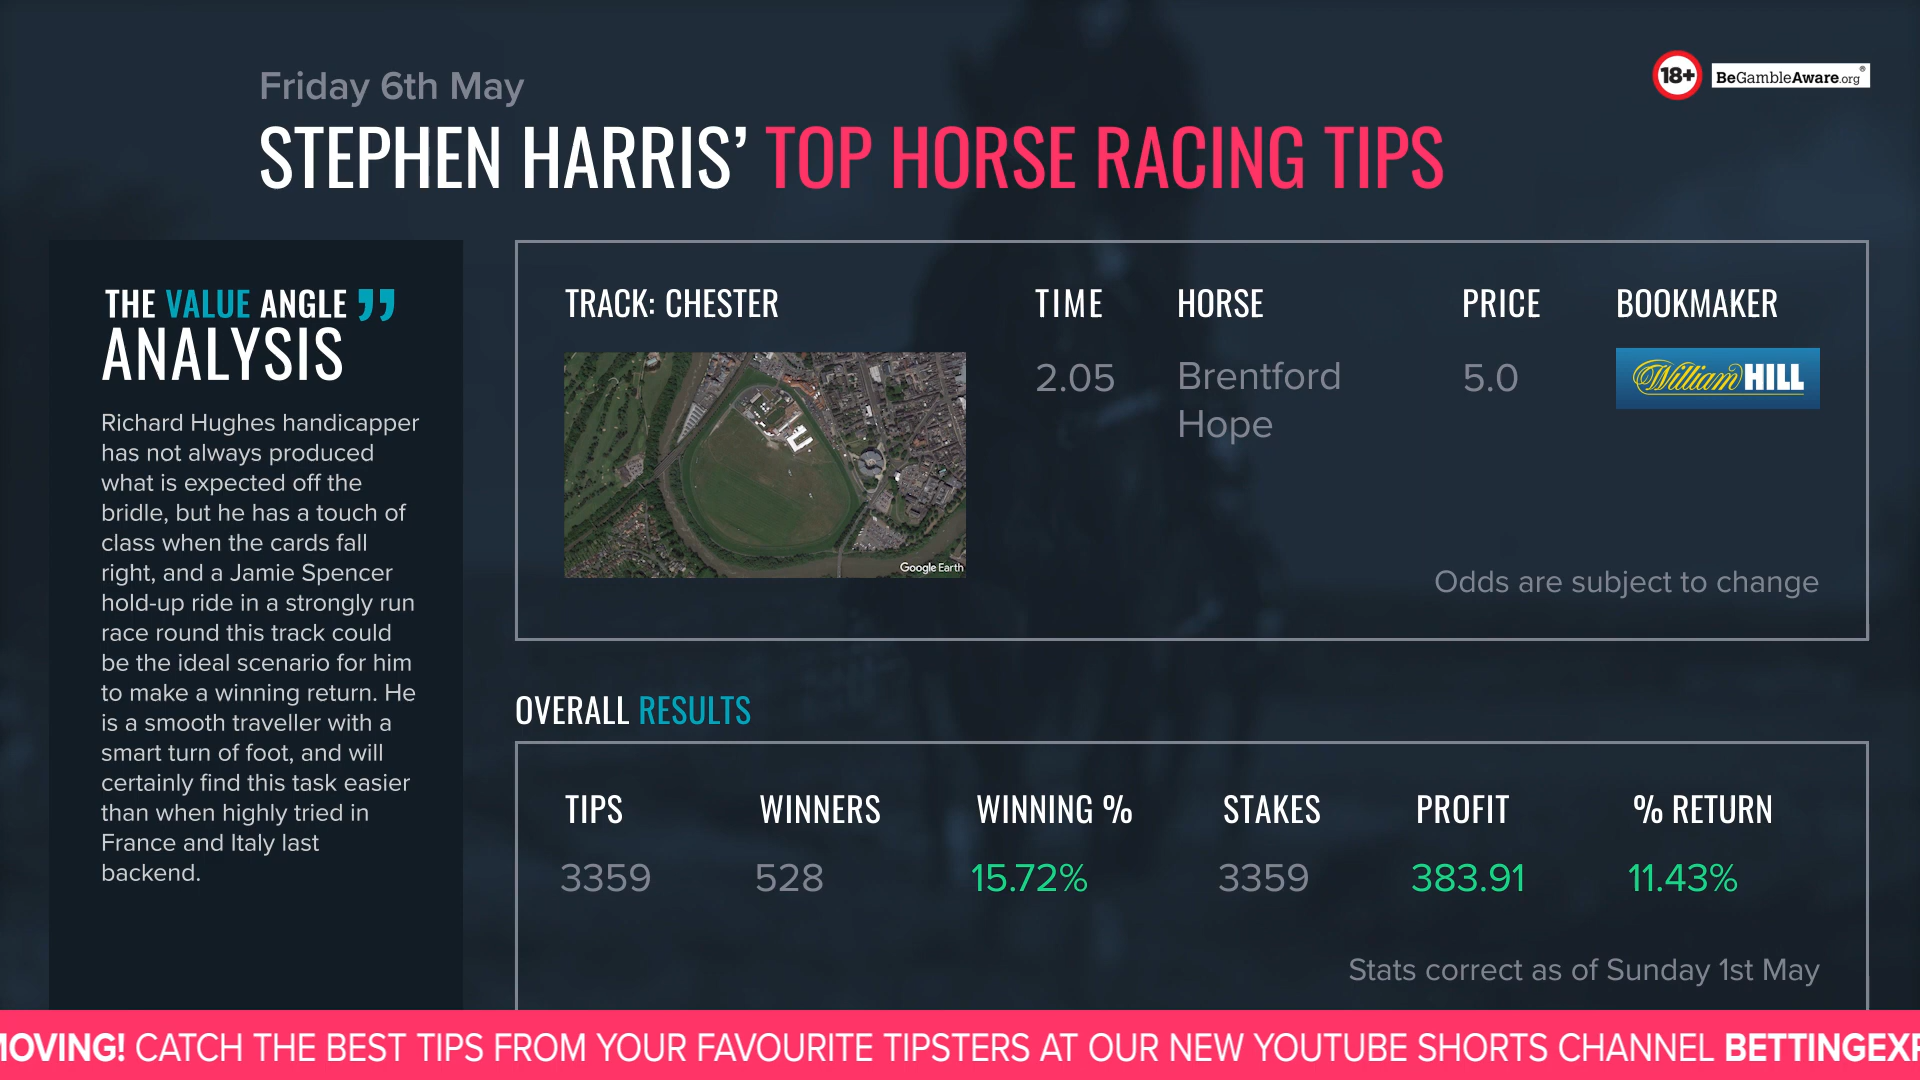 Friday 6th May
STEPHEN HARRIS’ TOP HORSE RACING TIPS
18+
BeGambleAware.org®
THE VALUE ANGLE ”
ANALYSIS
Richard Hughes handicapper
has not always produced
what is expected off the
bridle, but he has a touch of
class when the cards fall
right, and a Jamie Spencer
hold-up ride in a strongly run
race round this track could
be the ideal scenario for him
to make a winning return. He
is a smooth traveller with a
smart turn of foot, and will
certainly find this task easier
than when highly tried in
France and Italy last
backend.
TRACK: CHESTER TIME HORSE PRICE BOOKMAKER
2.05 Brentford 5.0 William HILL
Hope
Google Earth
Odds are subject to change
OVERALL RESULTS
TIPS WINNERS WINNING % STAKES PROFIT % RETURN
3359 528 15.72% 3359 383.91 11.43%
Stats correct as of Sunday 1st May
MOVING! CATCH THE BEST TIPS FROM YOUR FAVOURITE TIPSTERS AT OUR NEW YOUTUBE SHORTS CHANNEL BETTINGEXP